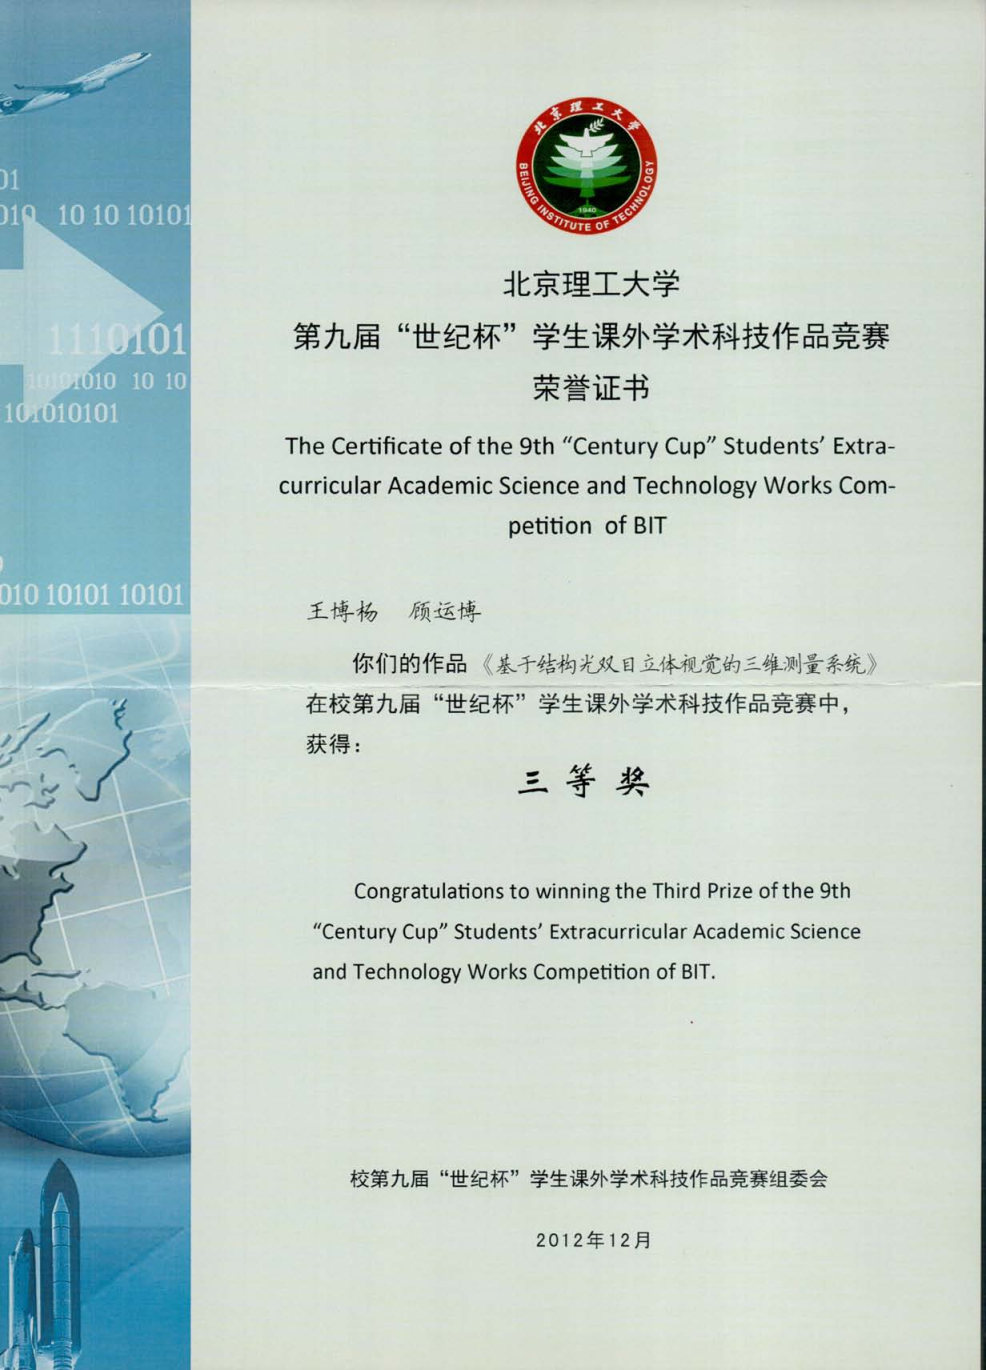 北京理工大学
BEIJING INSTITUTE OF TECHNOLOGY
1940
北京理工大学
第九届“世纪杯”学生课外学术科技作品竞赛
荣誉证书
The Certificate of the 9th “Century Cup” Students’ Extra-
curricular Academic Science and Technology Works Com-
petition of BIT
王博杨 顾运博
你们的作品《基于结构光双目立体视觉的三维测量系统》
在校第九届“世纪杯”学生课外学术科技作品竞赛中，
获得：
三等奖
Congratulations to winning the Third Prize of the 9th
“Century Cup” Students’ Extracurricular Academic Science
and Technology Works Competition of BIT.
校第九届“世纪杯”学生课外学术科技作品竞赛组委会
2012年12月
01
010 10 10 10101
1110101
10101010 10 10
101010101
010 10101 10101